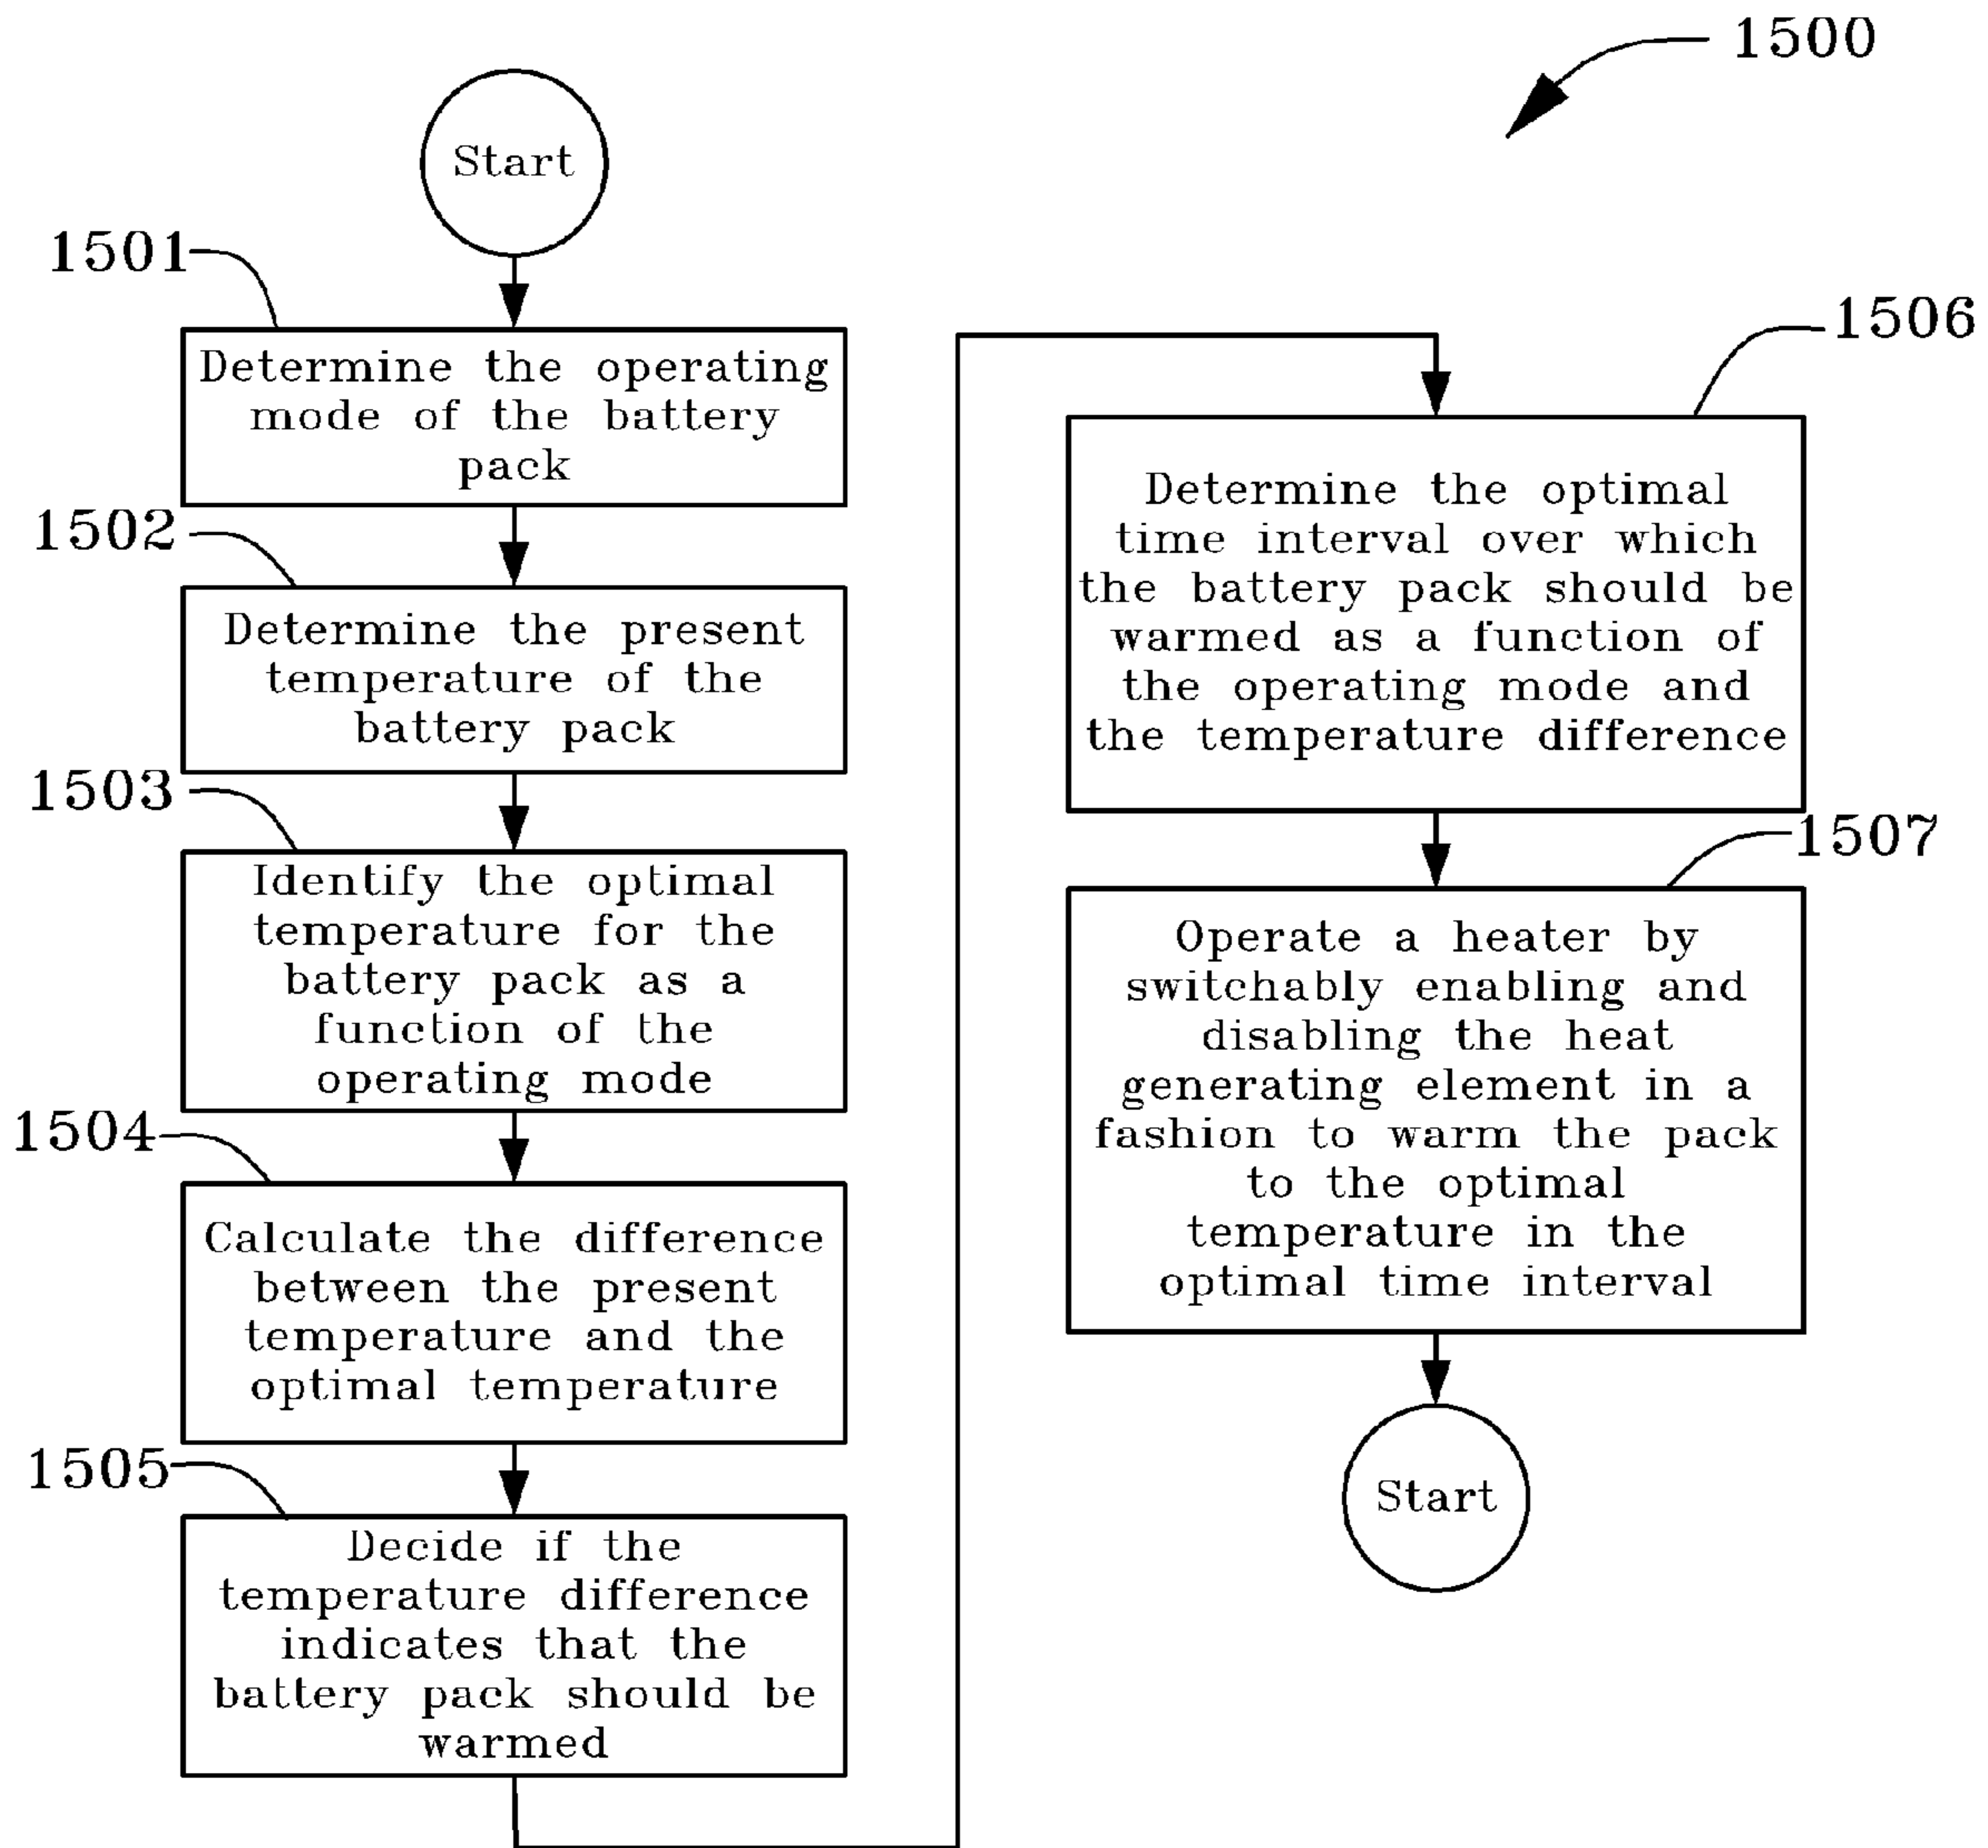 1500
Start
1501
Determine the operating
mode of the battery
pack
1502
Determine the present
temperature of the
battery pack
1503
Identify the optimal
temperature for the
battery pack as a
function of the
operating mode
1504
Calculate the difference
between the present
temperature and the
optimal temperature
1505
Decide if the
temperature difference
indicates that the
battery pack should be
warmed
1506
Determine the optimal
time interval over which
the battery pack should be
warmed as a function of
the operating mode and
the temperature difference
1507
Operate a heater by
switchably enabling and
disabling the heat
generating element in a
fashion to warm the pack
to the optimal
temperature in the
optimal time interval
Start